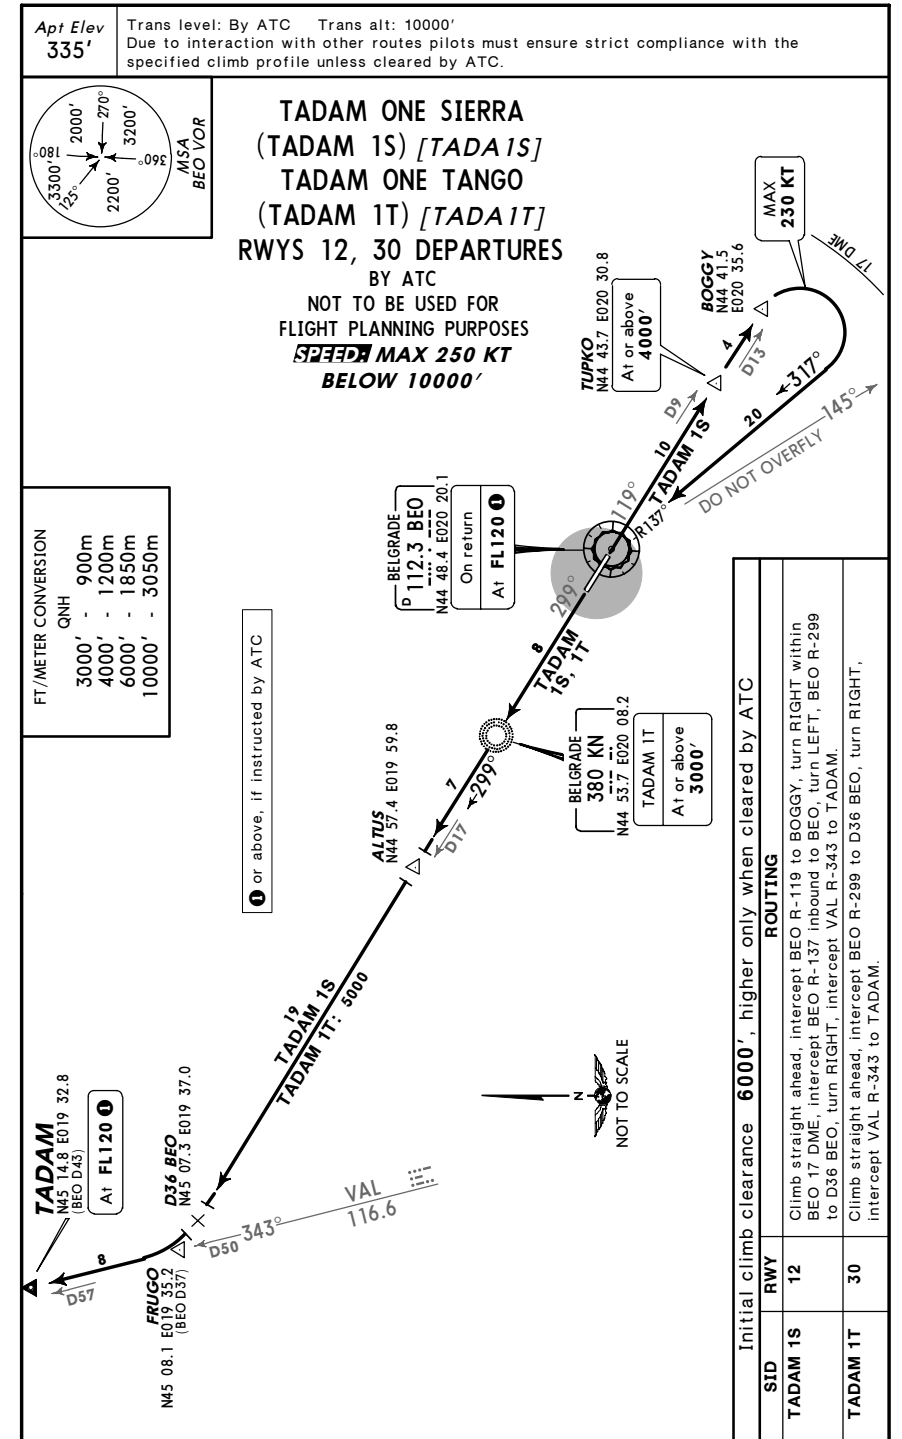 Apt Elev
335'
Trans level: By ATC Trans alt: 10000'
Due to interaction with other routes pilots must ensure strict compliance with the
specified climb profile unless cleared by ATC.
270°
2000'
3200'
180°
360°
3300'
125°
2200'
MSA
BEO VOR
TADAM ONE SIERRA
(TADAM 1S) [TADA1S]
TADAM ONE TANGO
(TADAM 1T) [TADA1T]
RWYS 12, 30 DEPARTURES
BY ATC
NOT TO BE USED FOR
FLIGHT PLANNING PURPOSES
SPEED: MAX 250 KT
BELOW 10000'
MAX
230 KT
17 DME
BOGGY
N44 41.5
E020 35.6
TUPKO
N44 43.7 E020 30.8
At or above
4000'
4
D13
D9
317°
20
145°
DO NOT OVERFLY
10
TADAM 1S
119°
R137°
BELGRADE
D 112.3 BEO
N44 48.4 E020 20.1
On return
At FL120 1
299°
8
TADAM
1S, 1T
BELGRADE
380 KN
N44 53.7 E020 08.2
TADAM 1T
At or above
3000'
7
299°
D17
ALTUS
N44 57.4 E019 59.8
FT/METER CONVERSION
QNH
3000' - 900m
4000' - 1200m
6000' - 1850m
10000' - 3050m
1 or above, if instructed by ATC
19
TADAM 1S
TADAM 1T: 5000
N
NOT TO SCALE
D36 BEO
N45 07.3 E019 37.0
TADAM
N45 14.8 E019 32.8
(BEO D43)
At FL120 1
VAL
116.6
343°
D50
8
D57
FRUGO
N45 08.1 E019 35.2
(BEO D37)
Initial climb clearance 6000', higher only when cleared by ATC
SID RWY ROUTING
TADAM 1S 12 Climb straight ahead, intercept BEO R-119 to BOGGY, turn RIGHT within
BEO 17 DME, intercept BEO R-137 inbound to BEO, turn LEFT, BEO R-299
to D36 BEO, turn RIGHT, intercept VAL R-343 to TADAM.
TADAM 1T 30 Climb straight ahead, intercept BEO R-299 to D36 BEO, turn RIGHT,
intercept VAL R-343 to TADAM.